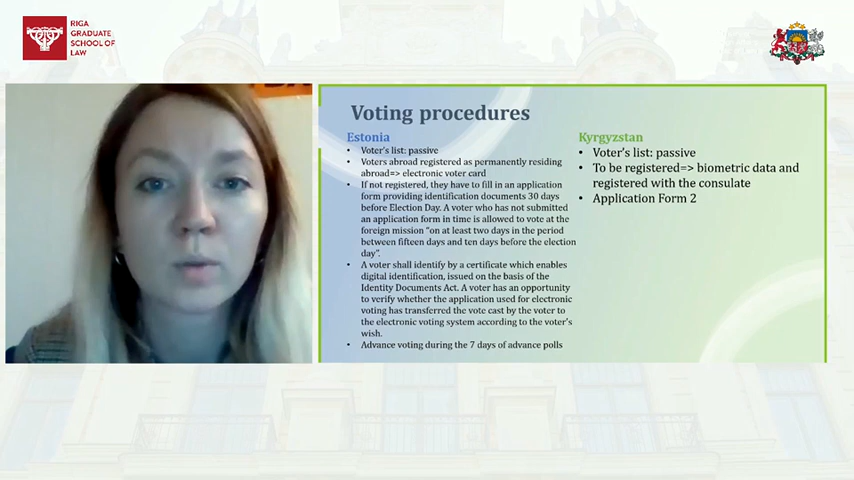 RIGA
GRADUATE
SCHOOL OF
LAW
Voting procedures
Estonia
• Voter's list: passive
• Voters abroad registered as permanently residing
abroad=> electronic voter card
• If not registered, they have to fill in an application
form providing identification documents 30 days
before Election Day. A voter who has not submitted
an application form in time is allowed to vote at the
foreign mission "on at least two days in the period
between fifteen days and ten days before the election
day".
• A voter shall identify by a certificate which enables
digital identification, issued on the basis of the
Identity Documents Act. A voter has an opportunity
to verify whether the application used for electronic
voting has transferred the vote cast by the voter to
the electronic voting system according to the voter's
wish.
• Advance voting during the 7 days of advance polls
Kyrgyzstan
• Voter's list: passive
• To be registered=> biometric data and
registered with the consulate
• Application Form 2